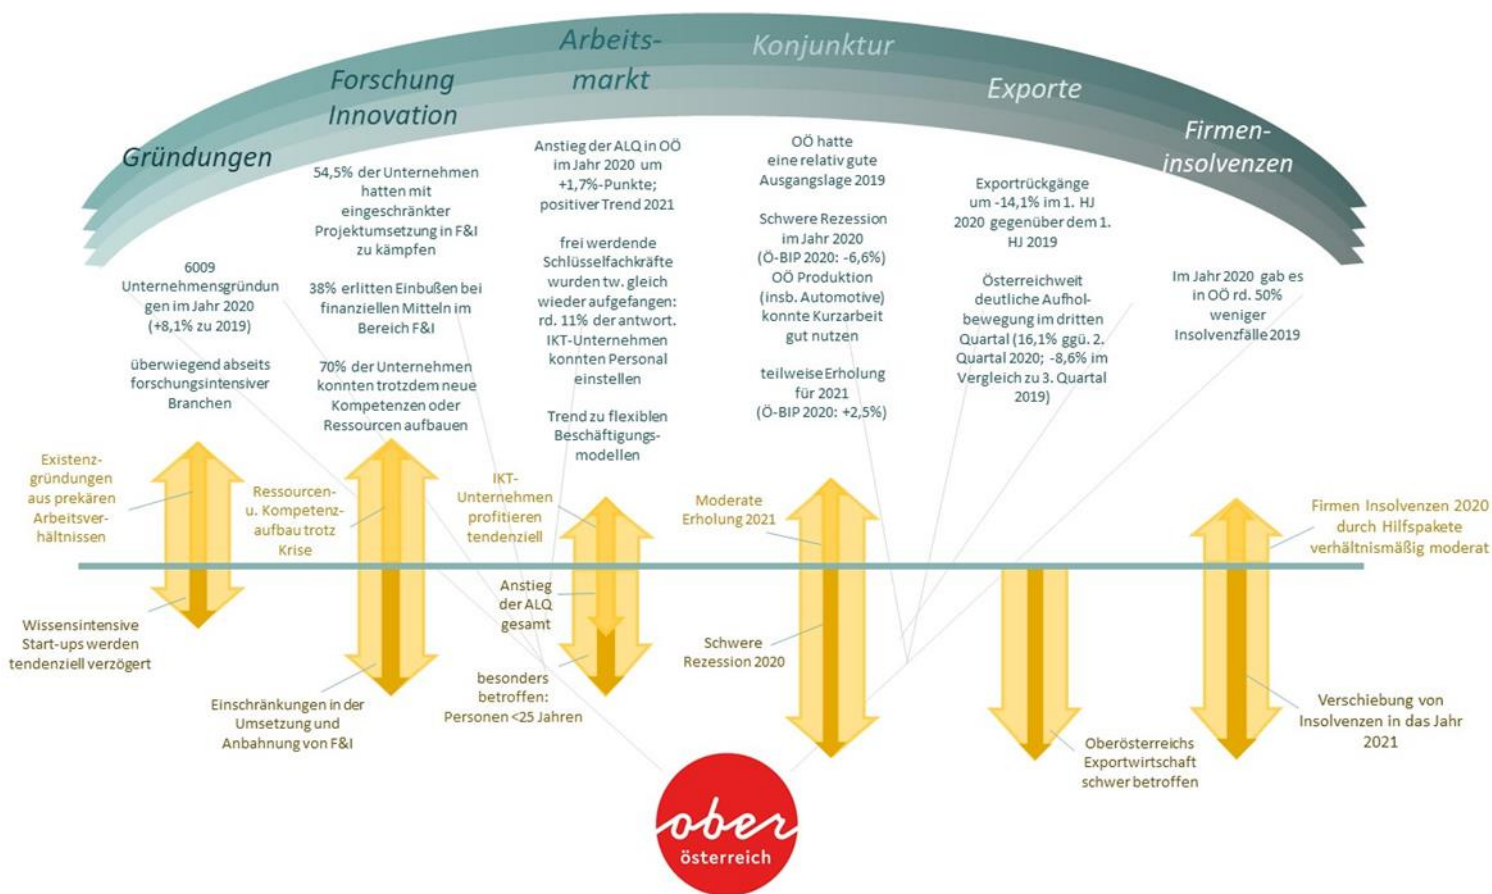 Gründungen
6009
Unternehmensgründun
gen im Jahr 2020
(+8,1% zu 2019)
überwiegend abseits
forschungsintensiver
Branchen
Existenz-
gründungen
aus prekären
Arbeitsver-
hältnissen
Wissensintensive
Start-ups werden
tendenziell verzögert
Forschung
Innovation
54,5% der Unternehmen
hatten mit
eingeschränkter
Projektumsetzung in F&I
zu kämpfen
38% erlitten Einbußen bei
finanziellen Mitteln im
Bereich F&I
70% der Unternehmen
konnten trotzdem neue
Kompetenzen oder
Ressourcen aufbauen
Ressourcen-
u. Kompetenz-
aufbau trotz
Krise
Einschränkungen in der
Umsetzung und
Anbahnung von F&I
Arbeits-
markt
Anstieg der ALQ in OÖ
im Jahr 2020 um
+1,7%-Punkte;
positiver Trend 2021
frei werdende
Schlüsselfachkräfte
wurden tw. gleich
wieder aufgefangen:
rd. 11% der antwort.
IKT-Unternehmen
konnten Personal
einstellen
Trend zu flexiblen
Beschäftigungs-
modellen
IKT-
Unternehmen
profitieren
tendenziell
Anstieg
der ALQ
gesamt
besonders
betroffen:
Personen <25 Jahren
Konjunktur
OÖ hatte
eine relativ gute
Ausgangslage 2019
Schwere Rezession
im Jahr 2020
(Ö-BIP 2020: -6,6%)
OÖ Produktion
(insb. Automotive)
konnte Kurzarbeit
gut nutzen
teilweise Erholung
für 2021
(Ö-BIP 2020: +2,5%)
Moderate
Erholung 2021
Schwere
Rezession 2020
Exporte
Exportrückgänge
um -14,1% im 1. HJ
2020 gegenüber dem 1.
HJ 2019
Österreichweit
deutliche Aufhol-
bewegung im dritten
Quartal (16,1% ggü. 2.
Quartal 2020; -8,6% im
Vergleich zu 3. Quartal
2019)
Oberösterreichs
Exportwirtschaft
schwer betroffen
Firmen-
insolvenzen
Im Jahr 2020 gab es
in OÖ rd. 50%
weniger
Insolvenzfälle 2019
Firmen Insolvenzen 2020
durch Hilfspakete
verhältnismäßig moderat
Verschiebung von
Insolvenzen in das Jahr
2021
ober
österreich